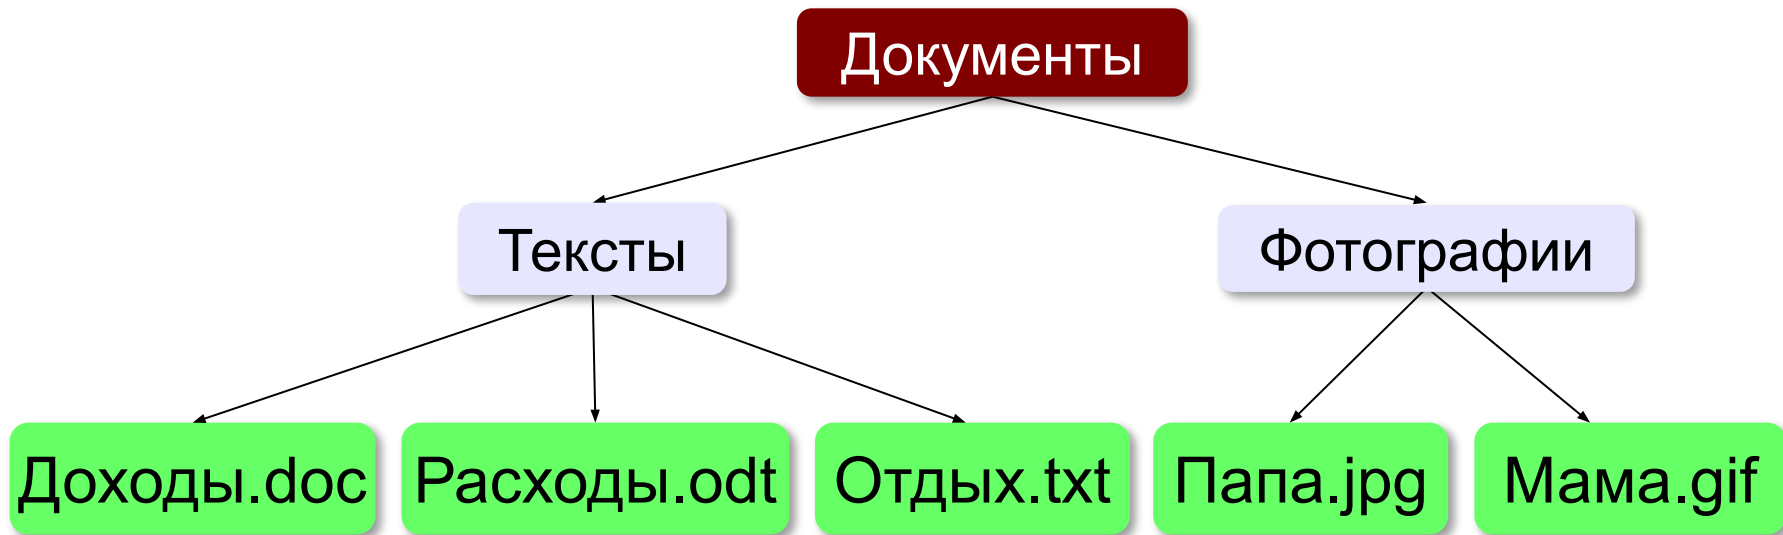 Документы
Тексты
Фотографии
Доходы.doc
Расходы.odt
Отдых.txt
Папа.jpg
Мама.gif